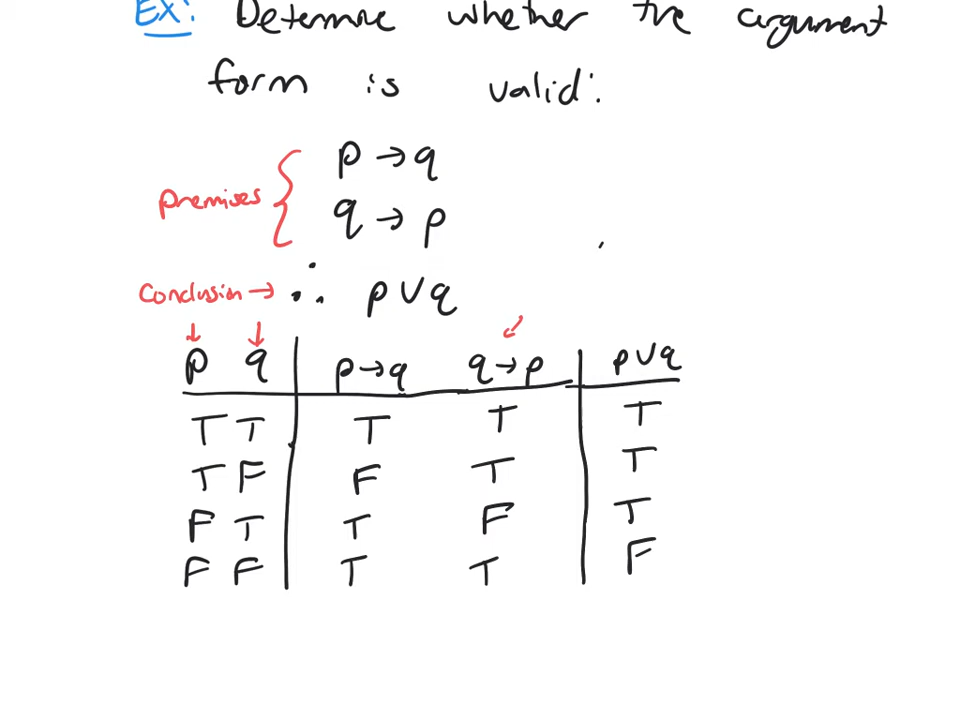 Ex: Determine whether the argument
form is valid:
premises
p → q
q → p
Conclusion → ∴ p ∨ q
p q p → q q → p p ∨ q
T T T T T
T F F T T
F T T F T
F F T T F